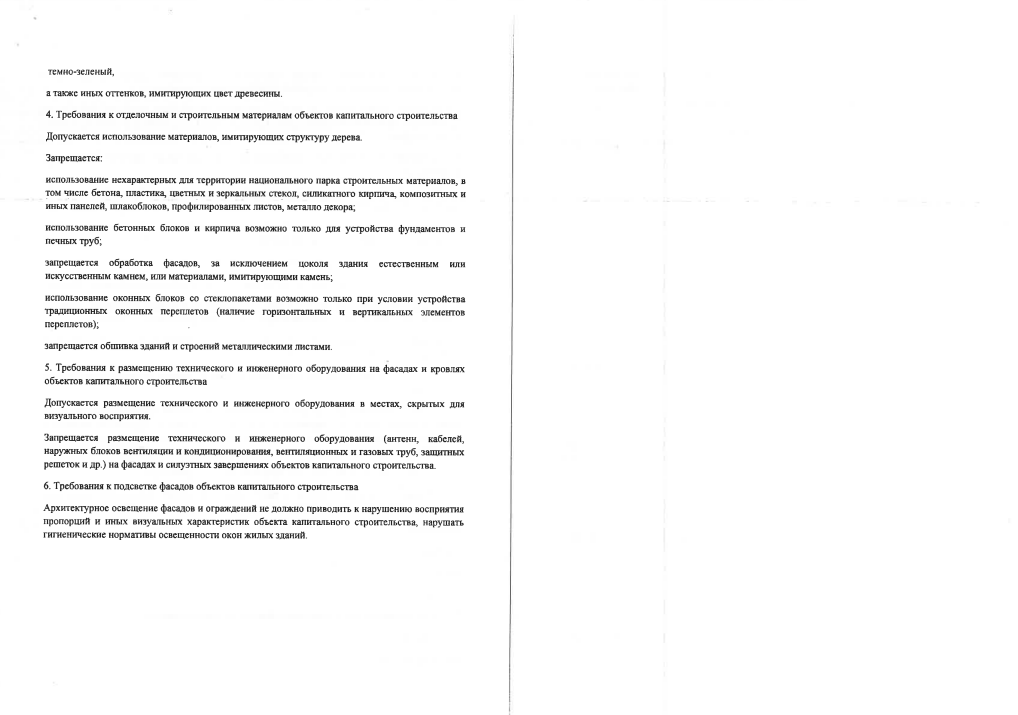 темно-зеленый,
а также иных оттенков, имитирующих цвет древесины.
4. Требования к отделочным и строительным материалам объектов капитального строительства
Допускается использование материалов, имитирующих структуру дерева.
Запрещается:
использование нехарактерных для территории национального парка строительных материалов, в
том числе бетона, пластика, цветных и зеркальных стекол, силикатного кирпича, композитных и
иных панелей, шлакоблоков, профилированных листов, металло декора;
использование бетонных блоков и кирпича возможно только для устройства фундаментов и
печных труб;
запрещается обработка фасадов, за исключением цоколя здания естественным или
искусственным камнем, или материалами, имитирующими камень;
использование оконных блоков со стеклопакетами возможно только при условии устройства
традиционных оконных переплетов (наличие горизонтальных и вертикальных элементов
переплетов);
запрещается обшивка зданий и строений металлическими листами.
5. Требования к размещению технического и инженерного оборудования на фасадах и кровлях
объектов капитального строительства
Допускается размещение технического и инженерного оборудования в местах, скрытых для
визуального восприятия.
Запрещается размещение технического и инженерного оборудования (антенн, кабелей,
наружных блоков вентиляции и кондиционирования, вентиляционных и газовых труб, защитных
решеток и др.) на фасадах и силуэтных завершениях объектов капитального строительства.
6. Требования к подсветке фасадов объектов капитального строительства
Архитектурное освещение фасадов и ограждений не должно приводить к нарушению восприятия
пропорций и иных визуальных характеристик объекта капитального строительства, нарушать
гигиенические нормативы освещенности окон жилых зданий.